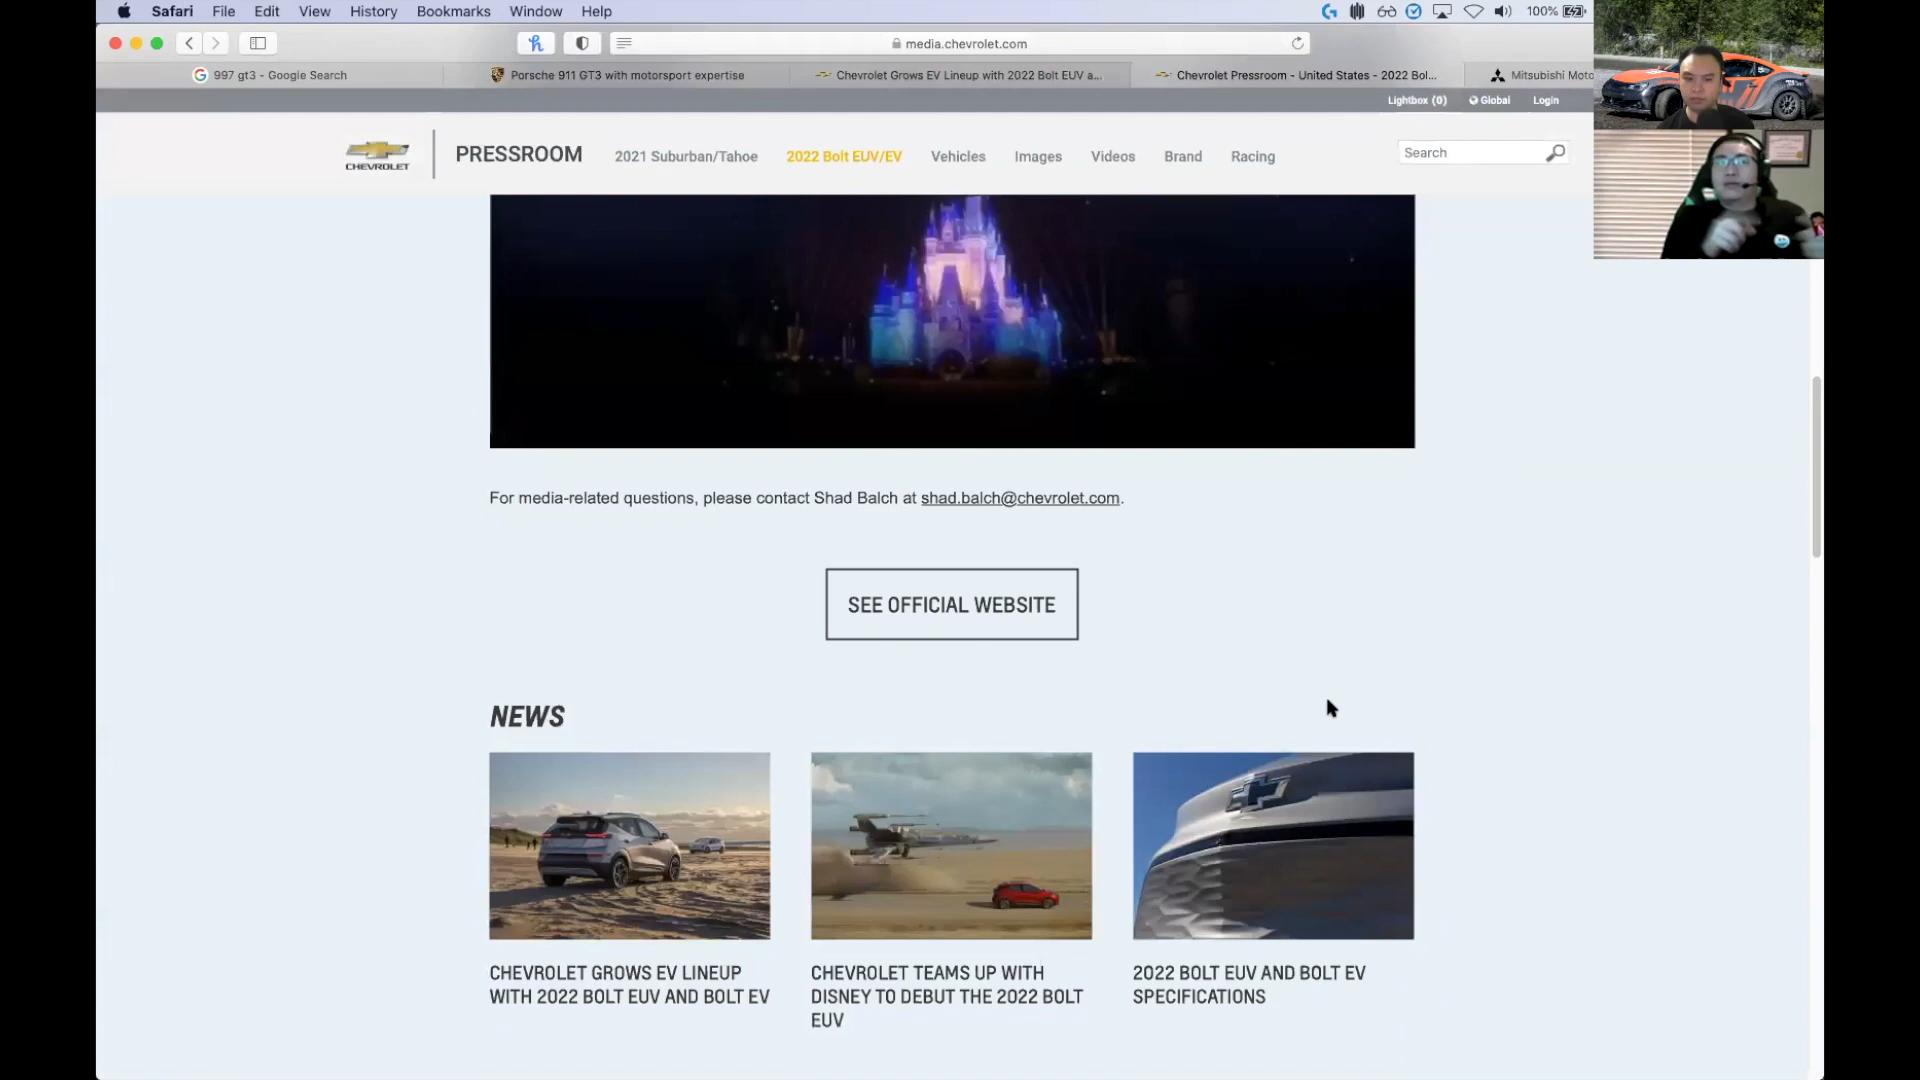 Safari File Edit View History Bookmarks Window Help 100%
media.chevrolet.com
997 gt3 - Google Search Porsche 911 GT3 with motorsport expertise Chevrolet Grows EV Lineup with 2022 Bolt EUV a... Chevrolet Pressroom - United States - 2022 Bol... Mitsubishi Moto
Lightbox (0) Global Login
CHEVROLET PRESSROOM 2021 Suburban/Tahoe 2022 Bolt EUV/EV Vehicles Images Videos Brand Racing Search
For media-related questions, please contact Shad Balch at shad.balch@chevrolet.com.
SEE OFFICIAL WEBSITE
NEWS
CHEVROLET GROWS EV LINEUP
WITH 2022 BOLT EUV AND BOLT EV
CHEVROLET TEAMS UP WITH
DISNEY TO DEBUT THE 2022 BOLT
EUV
2022 BOLT EUV AND BOLT EV
SPECIFICATIONS